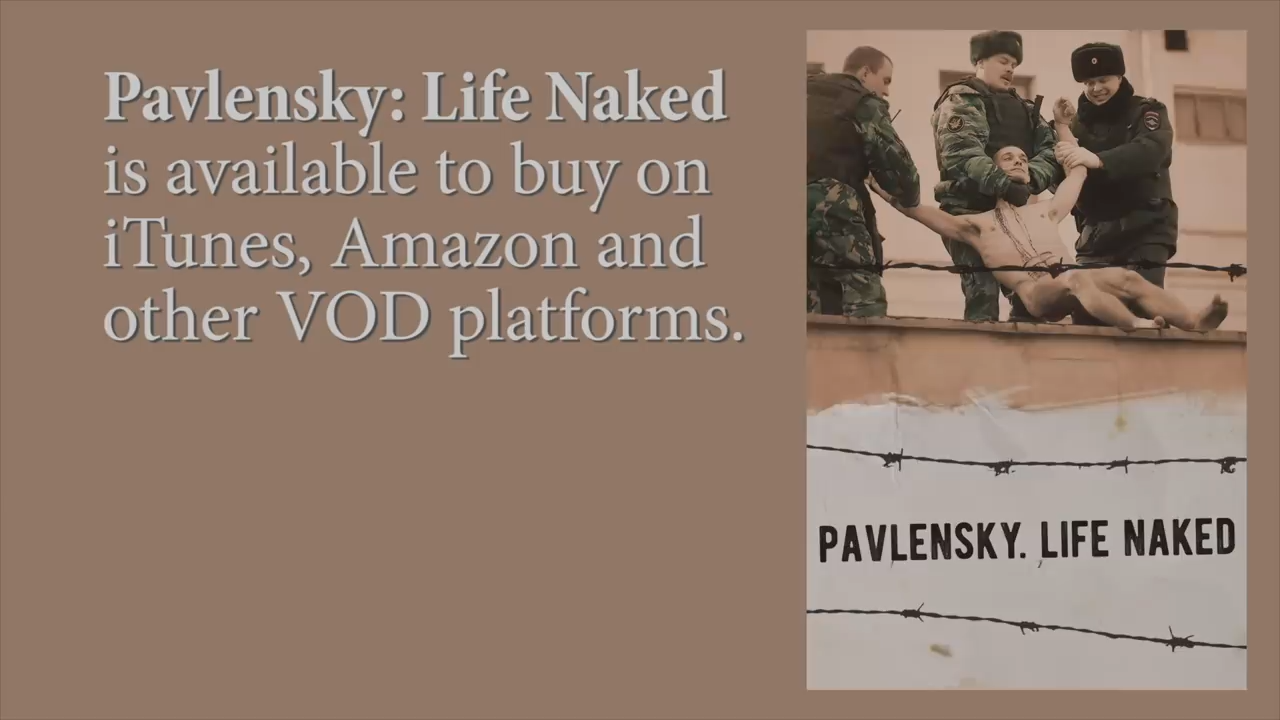 Pavlensky: Life Naked
is available to buy on
iTunes, Amazon and
other VOD platforms.
PAVLENSKY. LIFE NAKED